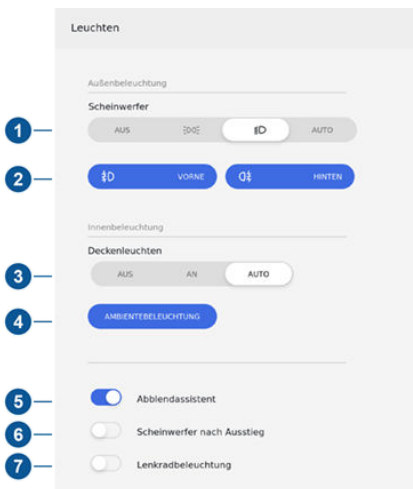 Leuchten
Außenbeleuchtung
Scheinwerfer
1
AUS AUTO
2
VORNE HINTEN
Innenbeleuchtung
Deckenleuchten
3
AUS AN AUTO
4
AMBIENTEBELEUCHTUNG
5
Abblendassistent
6
Scheinwerfer nach Ausstieg
7
Lenkradbeleuchtung